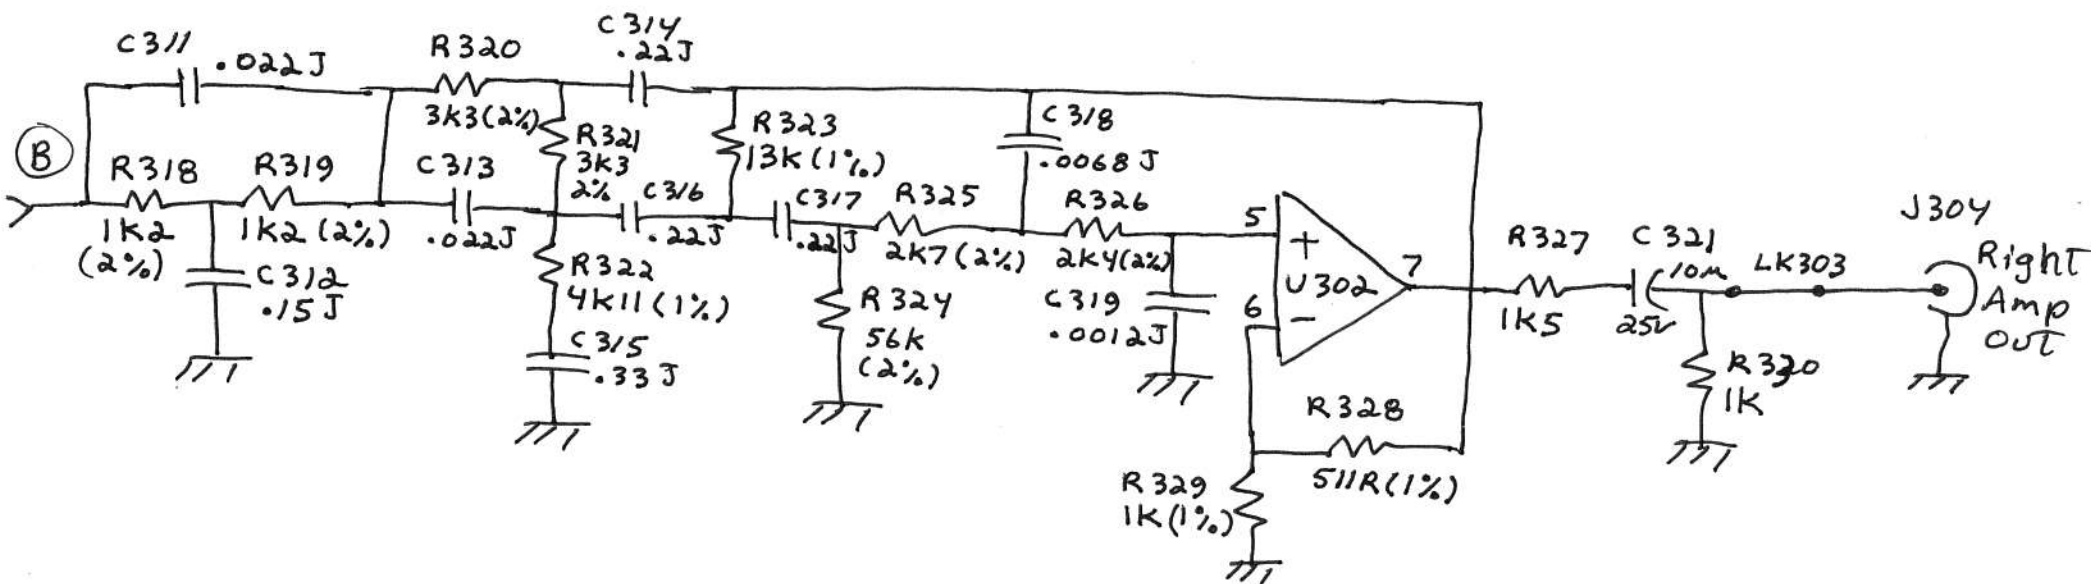 C311
.022J
R320
3K3(2%)
C314
.22J
B
R318
1K2
(2%)
R319
1K2 (2%)
C312
.15J
C313
.022J
R321
3K3
2%
C316
.22J
R322
4K11(1%)
C315
.33J
R323
13K(1%)
C317
.22J
R324
56K
(2%)
R325
2K7(2%)
C318
.0068J
R326
2K4(2%)
C319
.0012J
5
+
6
−
U302
7
R328
511R(1%)
R329
1K(1%)
R327
1K5
C321
10m
25V
LK303
1K
J304
Right
Amp
Out